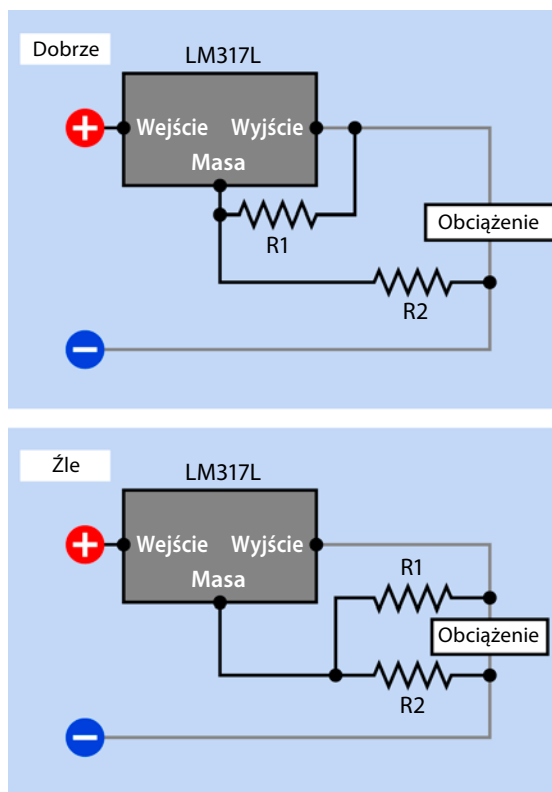 Dobrze
LM317L
Wejście Wyjście
Masa
R1
Obciążenie
R2
Źle
LM317L
Wejście Wyjście
Masa
R1
Obciążenie
R2